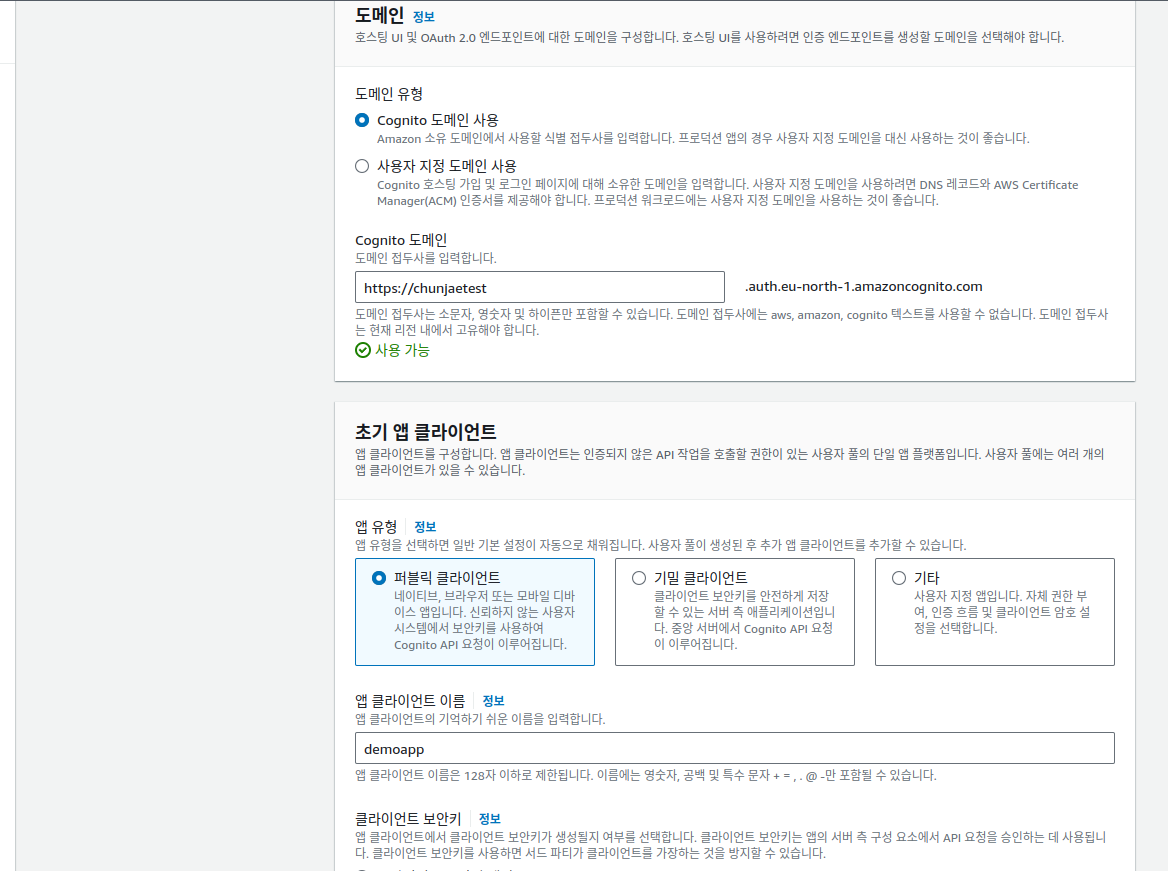 도메인 정보
호스팅 UI 및 OAuth 2.0 엔드포인트에 대한 도메인을 구성합니다. 호스팅 UI를 사용하려면 인증 엔드포인트를 생성할 도메인을 선택해야 합니다.
도메인 유형
Cognito 도메인 사용
Amazon 소유 도메인에서 사용할 식별 접두사를 입력합니다. 프로덕션 앱의 경우 사용자 지정 도메인을 대신 사용하는 것이 좋습니다.
사용자 지정 도메인 사용
Cognito 호스팅 가입 및 로그인 페이지에 대해 소유한 도메인을 입력합니다. 사용자 지정 도메인을 사용하려면 DNS 레코드와 AWS Certificate
Manager(ACM) 인증서를 제공해야 합니다. 프로덕션 워크로드에는 사용자 지정 도메인을 사용하는 것이 좋습니다.
Cognito 도메인
도메인 접두사를 입력합니다.
https://chunjaetest .auth.eu-north-1.amazoncognito.com
도메인 접두사는 소문자, 영숫자 및 하이픈만 포함할 수 있습니다. 도메인 접두사에는 aws, amazon, cognito 텍스트를 사용할 수 없습니다. 도메인 접두사
는 현재 리전 내에서 고유해야 합니다.
사용 가능
초기 앱 클라이언트
앱 클라이언트를 구성합니다. 앱 클라이언트는 인증되지 않은 API 작업을 호출할 권한이 있는 사용자 풀의 단일 앱 플랫폼입니다. 사용자 풀에는 여러 개의
앱 클라이언트가 있을 수 있습니다.
앱 유형 정보
앱 유형을 선택하면 일반 기본 설정이 자동으로 채워집니다. 사용자 풀이 생성된 후 추가 앱 클라이언트를 추가할 수 있습니다.
퍼블릭 클라이언트
네이티브, 브라우저 또는 모바일 디바
이스 앱입니다. 신뢰하지 않는 사용자
시스템에서 보안키를 사용하여
Cognito API 요청이 이루어집니다.
기밀 클라이언트
클라이언트 보안키를 안전하게 저장
할 수 있는 서버 측 애플리케이션입니
다. 중앙 서버에서 Cognito API 요청
이 이루어집니다.
기타
사용자 지정 앱입니다. 자체 권한 부
여, 인증 흐름 및 클라이언트 암호 설
정을 선택합니다.
앱 클라이언트 이름 정보
앱 클라이언트의 기억하기 쉬운 이름을 입력합니다.
demoapp
앱 클라이언트 이름은 128자 이하로 제한됩니다. 이름에는 영숫자, 공백 및 특수 문자 + = , . @ -만 포함될 수 있습니다.
클라이언트 보안키 정보
앱 클라이언트에서 클라이언트 보안키가 생성될지 여부를 선택합니다. 클라이언트 보안키는 앱의 서버 측 구성 요소에서 API 요청을 승인하는 데 사용됩니
다. 클라이언트 보안키를 사용하면 서드 파티가 클라이언트를 가장하는 것을 방지할 수 있습니다.